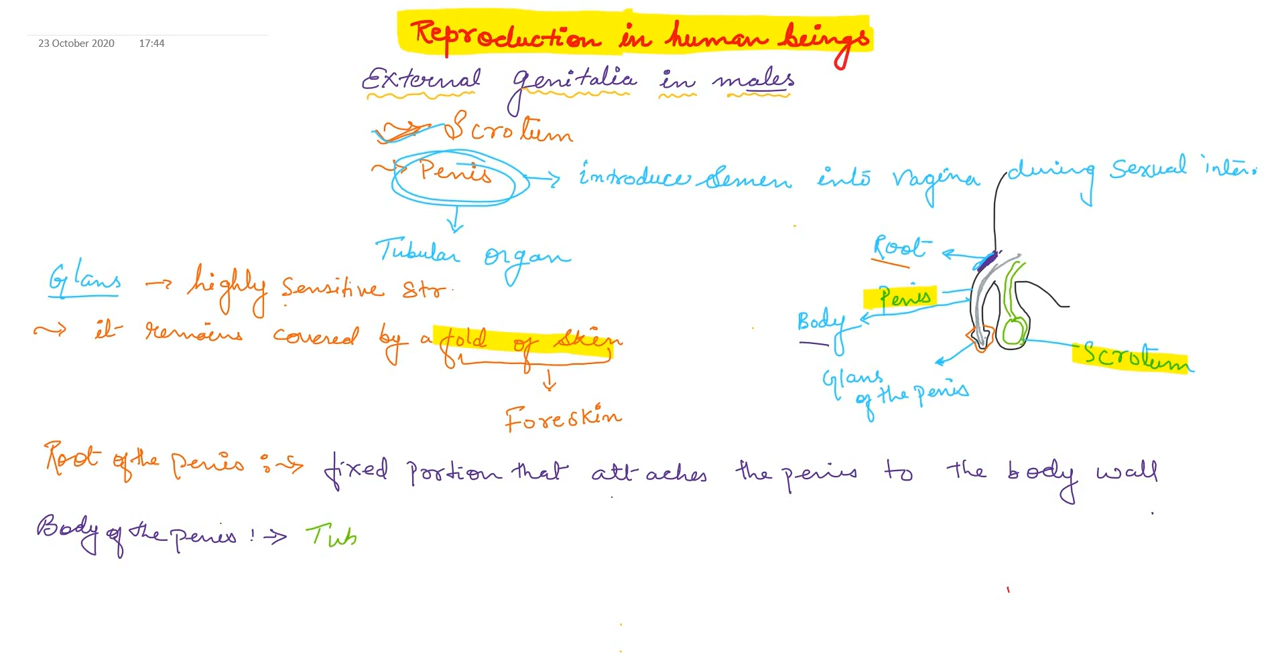 23 October 2020 17:44
Reproduction in human beings
External genitalia in males
Scrotum
Penis → introduce semen into vagina during sexual inter.
Tubular organ
Glans → highly sensitive str.
it remains covered by a fold of skin
Foreskin
Root
Penis
Body
Scrotum
Glans of the penis
Root of the penis :→ fixed portion that attaches the penis to the body wall
Body of the penis :→ Tub